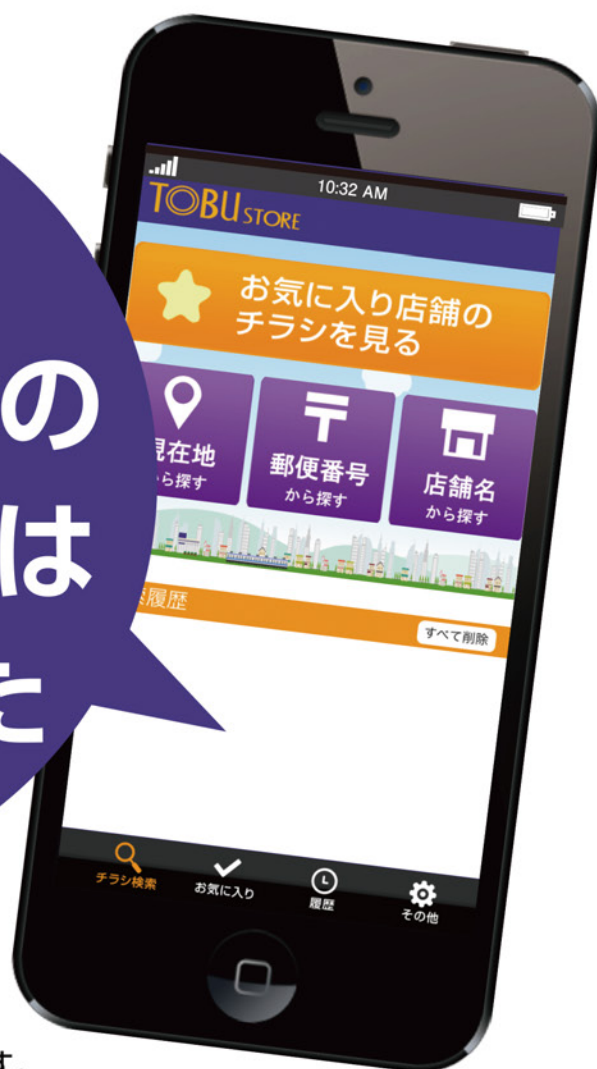 10:32 AM
TOBU STORE
お気に入り店舗の
チラシを見る
現在地
から探す
郵便番号
から探す
店舗名
から探す
の
は
と
履歴
すべて削除
チラシ検索
お気に入り
履歴
その他
す。